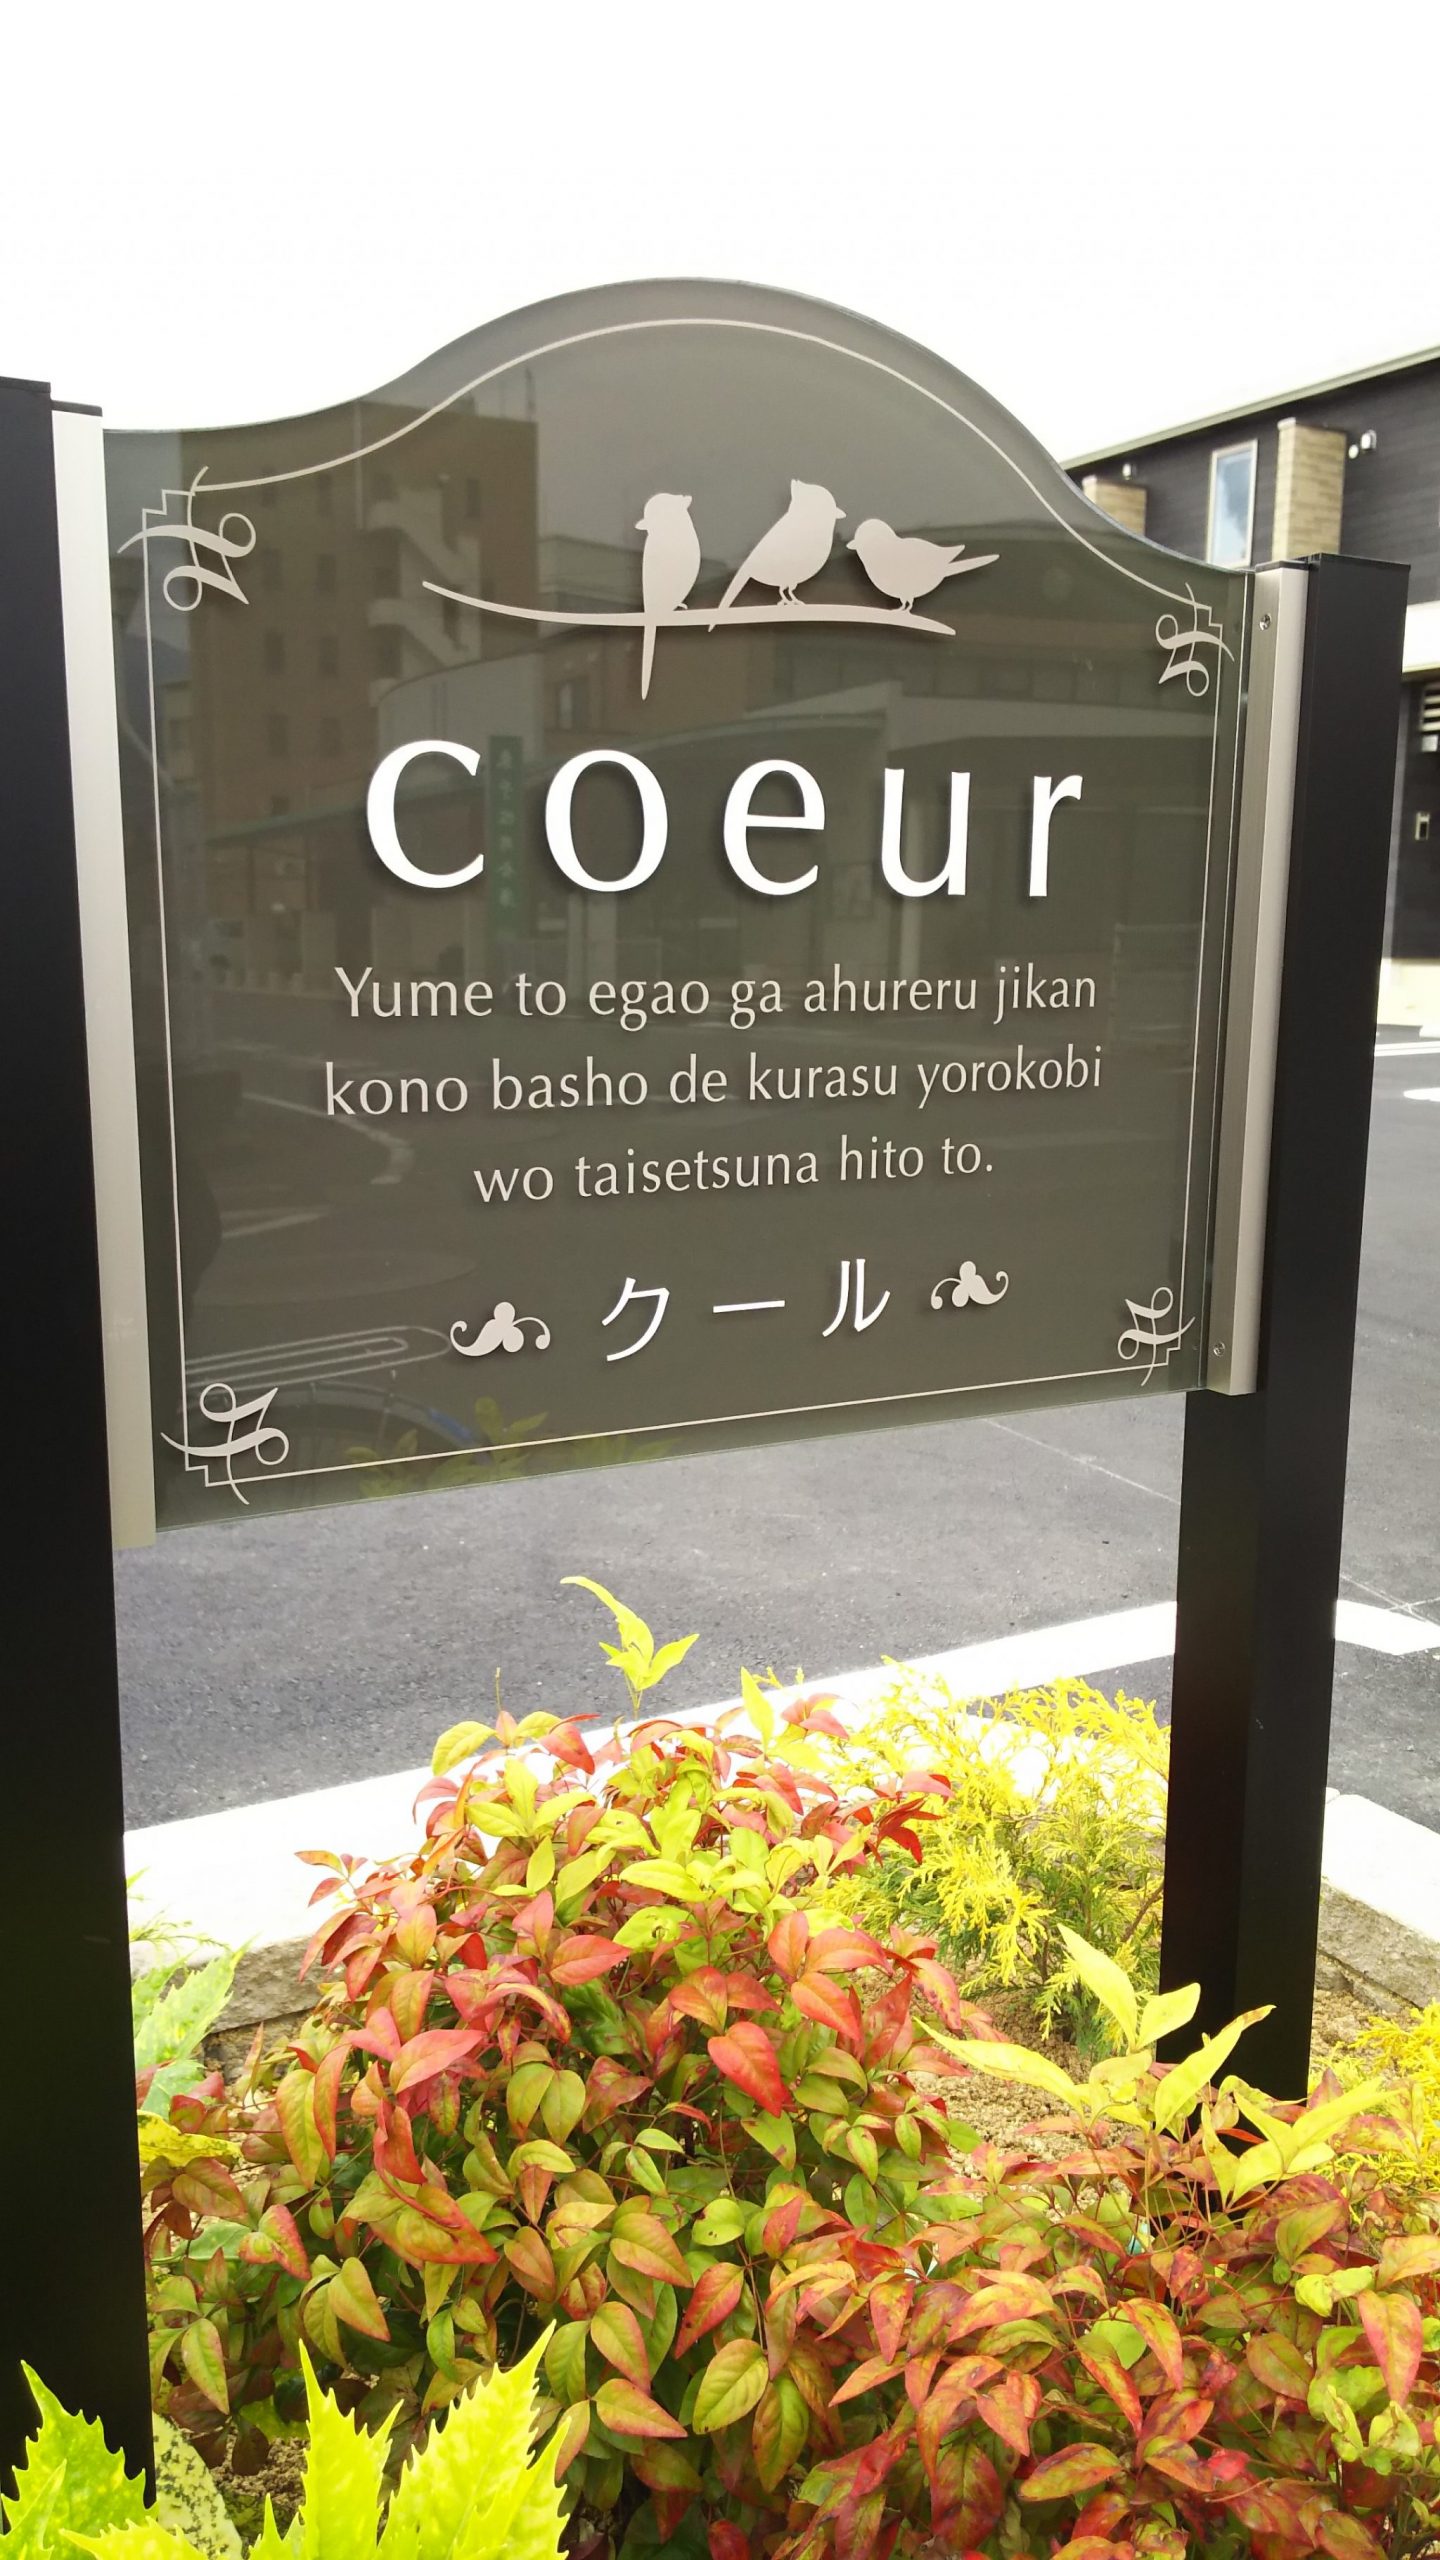 coeur
Yume to egao ga ahureru jikan
kono basho de kurasu yorokobi
wo taisetsuna hito to.
クール